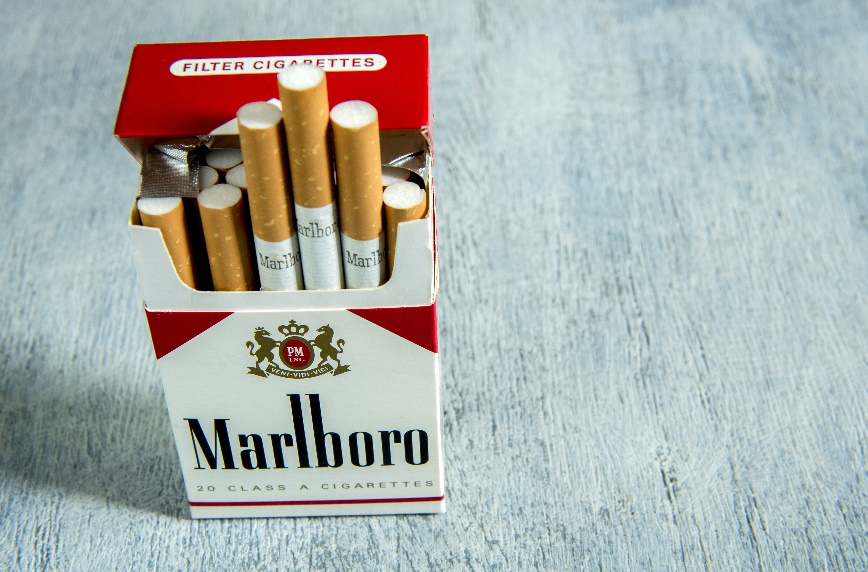 FILTER CIGARETTES
Marlboro
Marlboro
Marlboro
PM
INC.
VENI·VIDI·VICI
Marlboro
20 CLASS A CIGARETTES